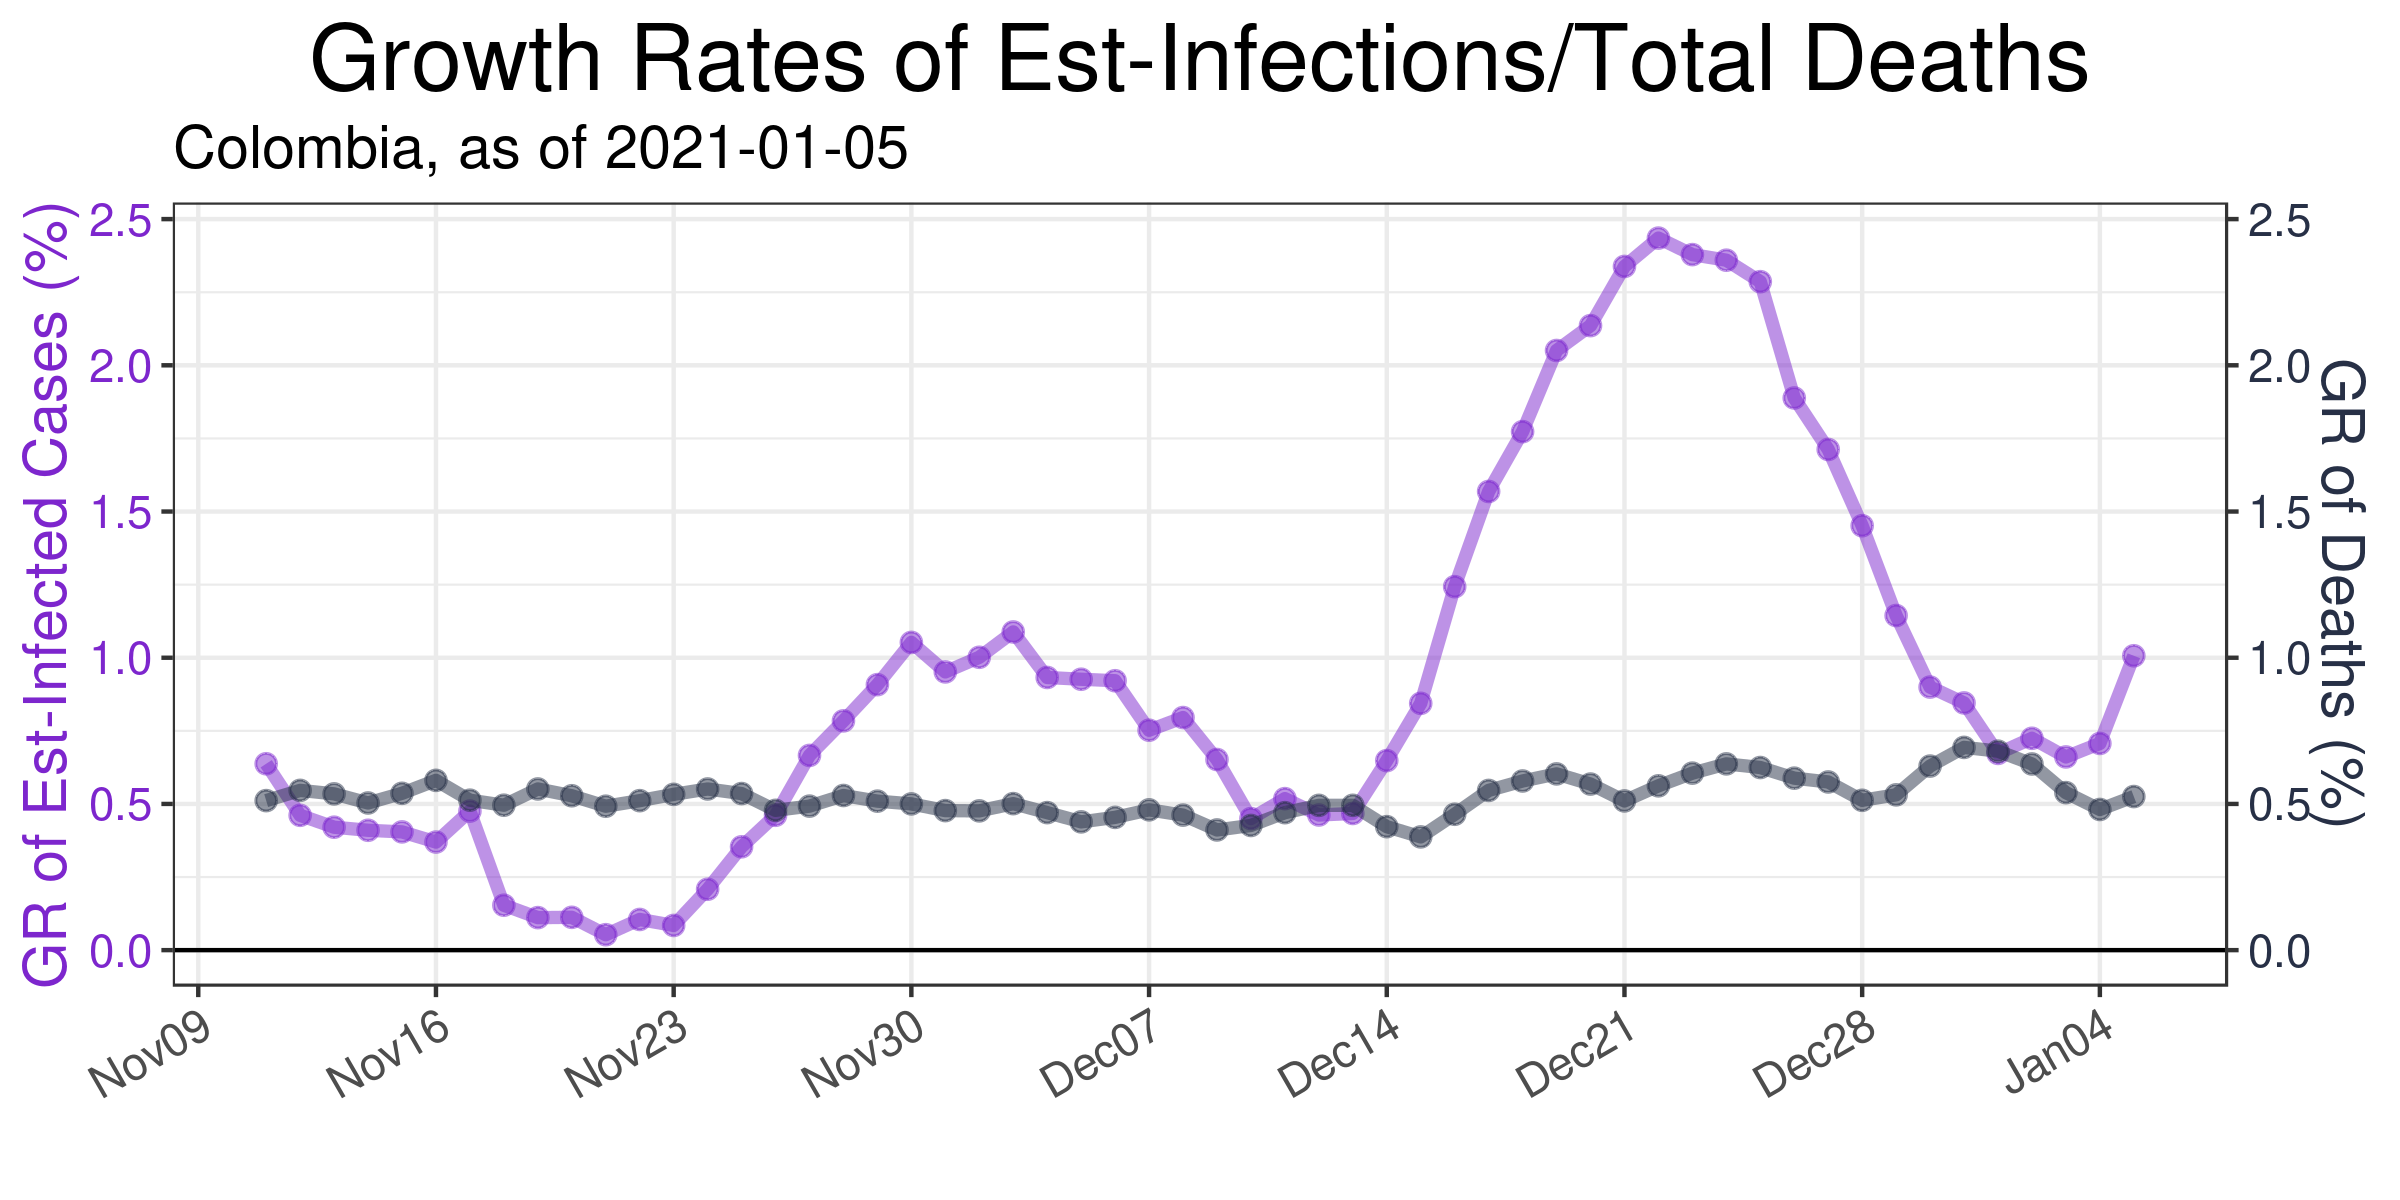 Growth Rates of Est-Infections/Total Deaths
Colombia, as of 2021-01-05
GR of Est-Infected Cases (%)
2.5
2.0
1.5
1.0
0.5
0.0
2.5
2.0
1.5
1.0
0.5
0.0
GR of Deaths (%)
Nov09
Nov16
Nov23
Nov30
Dec07
Dec14
Dec21
Dec28
Jan04